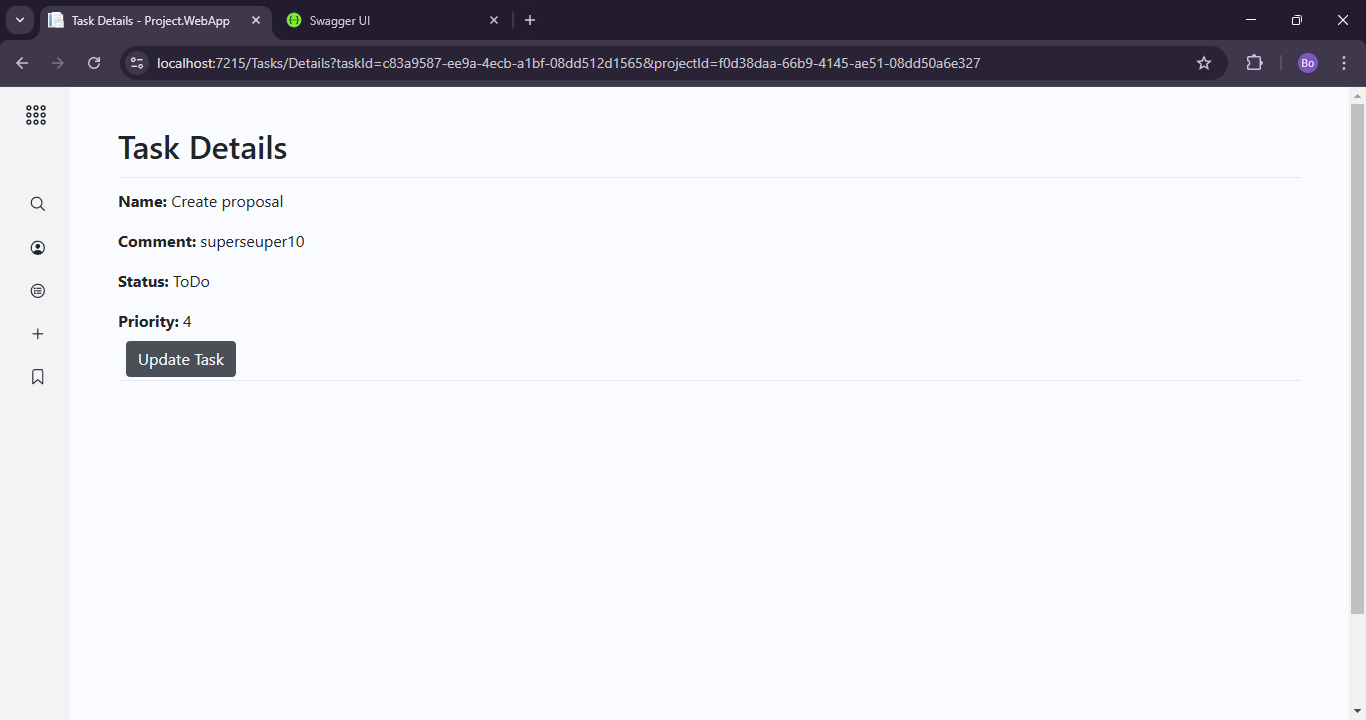 Task Details - Project.WebApp
Swagger UI
localhost:7215/Tasks/Details?taskId=c83a9587-ee9a-4ecb-a1bf-08dd512d1565&projectId=f0d38daa-66b9-4145-ae51-08dd50a6e327
Bo
Task Details
Name: Create proposal
Comment: superseuper10
Status: ToDo
Priority: 4
Update Task